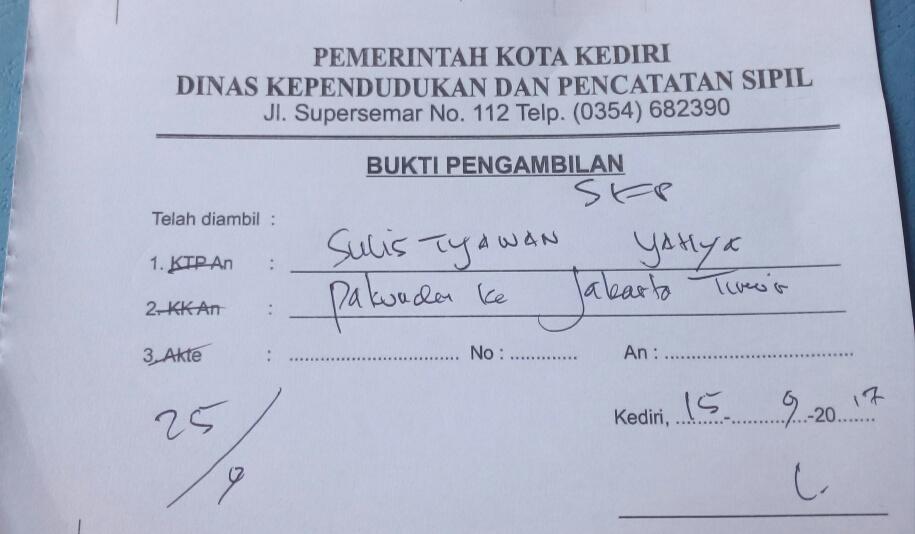 PEMERINTAH KOTA KEDIRI
DINAS KEPENDUDUKAN DAN PENCATATAN SIPIL
Jl. Supersemar No. 112 Telp. (0354) 682390
BUKTI PENGAMBILAN
Telah diambil :
1. KTP An : SULIS TYAWAN YAHYA
2. KK An : ke Jakarta Timur
3. Akte : ................................ No : ............. An : ...................................
Kediri, 15 - 9 -20 17
25/9